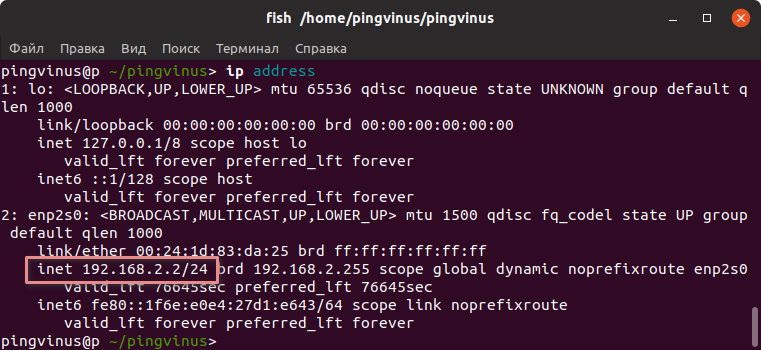 fish /home/pingvinus/pingvinus
Файл Правка Вид Поиск Терминал Справка
pingvinus@p ~/pingvinus> ip address
1: lo: <LOOPBACK,UP,LOWER_UP> mtu 65536 qdisc noqueue state UNKNOWN group default q
len 1000
    link/loopback 00:00:00:00:00:00 brd 00:00:00:00:00:00
    inet 127.0.0.1/8 scope host lo
       valid_lft forever preferred_lft forever
    inet6 ::1/128 scope host
       valid_lft forever preferred_lft forever
2: enp2s0: <BROADCAST,MULTICAST,UP,LOWER_UP> mtu 1500 qdisc fq_codel state UP group
 default qlen 1000
    link/ether 00:24:1d:83:da:25 brd ff:ff:ff:ff:ff:ff
    inet 192.168.2.2/24 brd 192.168.2.255 scope global dynamic noprefixroute enp2s0
       valid_lft 76645sec preferred_lft 76645sec
    inet6 fe80::1f6e:e0e4:27d1:e643/64 scope link noprefixroute
       valid_lft forever preferred_lft forever
pingvinus@p ~/pingvinus>